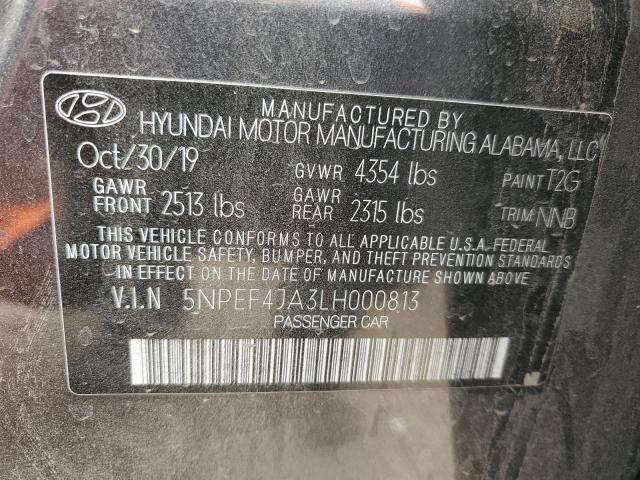 MANUFACTURED BY
HYUNDAI MOTOR MANUFACTURING ALABAMA, LLC
Oct/30/19 GVWR 4354 lbs PAINT T2G
GAWR FRONT 2513 lbs GAWR REAR 2315 lbs TRIM NNB
THIS VEHICLE CONFORMS TO ALL APPLICABLE U.S.A. FEDERAL
MOTOR VEHICLE SAFETY, BUMPER, AND THEFT PREVENTION STANDARDS
IN EFFECT ON THE DATE OF MANUFACTURE SHOWN ABOVE.
V.I.N 5NPEF4JA3LH000813
PASSENGER CAR